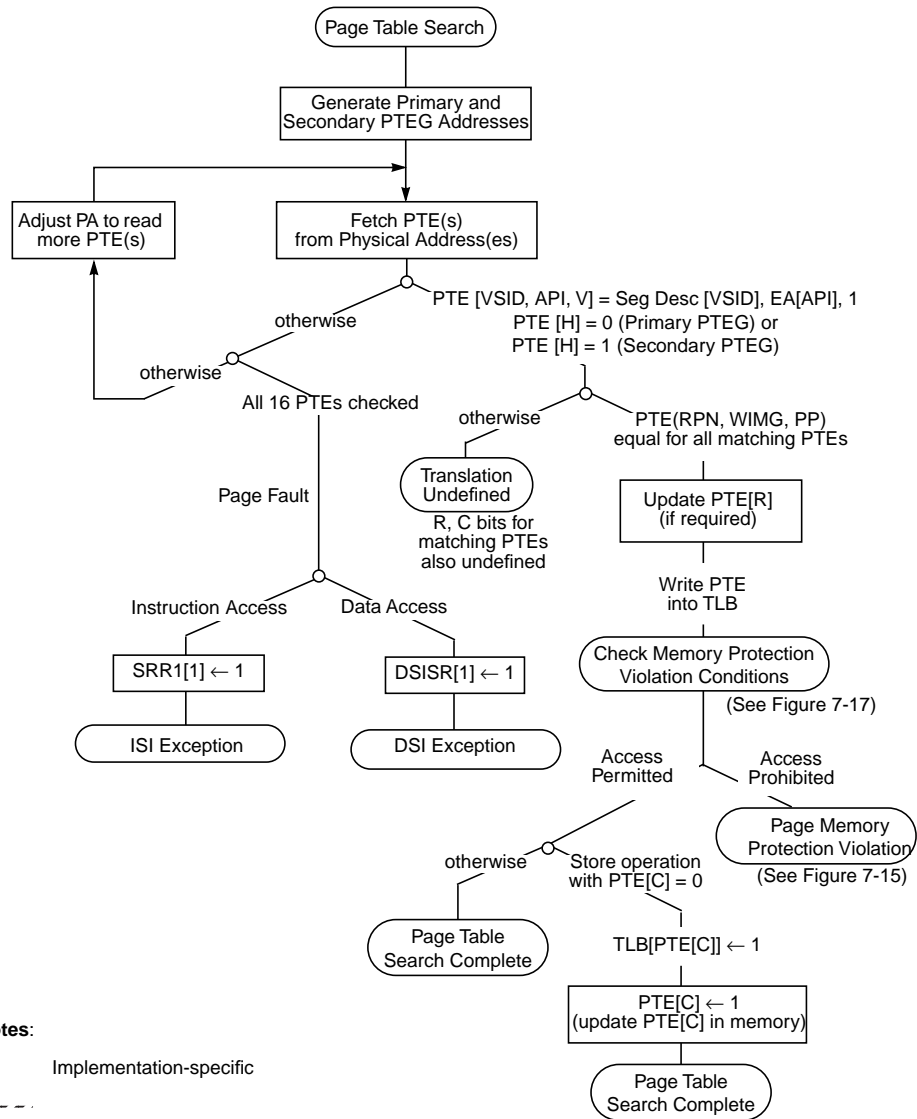 Page Table Search
Generate Primary and
Secondary PTEG Addresses
Adjust PA to read
more PTE(s)
Fetch PTE(s)
from Physical Address(es)
PTE [VSID, API, V] = Seg Desc [VSID], EA[API], 1
PTE [H] = 0 (Primary PTEG) or
PTE [H] = 1 (Secondary PTEG)
otherwise
otherwise
All 16 PTEs checked
otherwise
PTE(RPN, WIMG, PP)
equal for all matching PTEs
Translation
Undefined
R, C bits for
matching PTEs
also undefined
Update PTE[R]
(if required)
Page Fault
Write PTE
into TLB
Instruction Access
Data Access
SRR1[1] ← 1
DSISR[1] ← 1
ISI Exception
DSI Exception
Check Memory Protection
Violation Conditions
(See Figure 7-17)
Access
Permitted
Access
Prohibited
Page Memory
Protection Violation
(See Figure 7-15)
otherwise
Store operation
with PTE[C] = 0
Page Table
Search Complete
TLB[PTE[C]] ← 1
PTE[C] ← 1
(update PTE[C] in memory)
Page Table
Search Complete
tes:
Implementation-specific